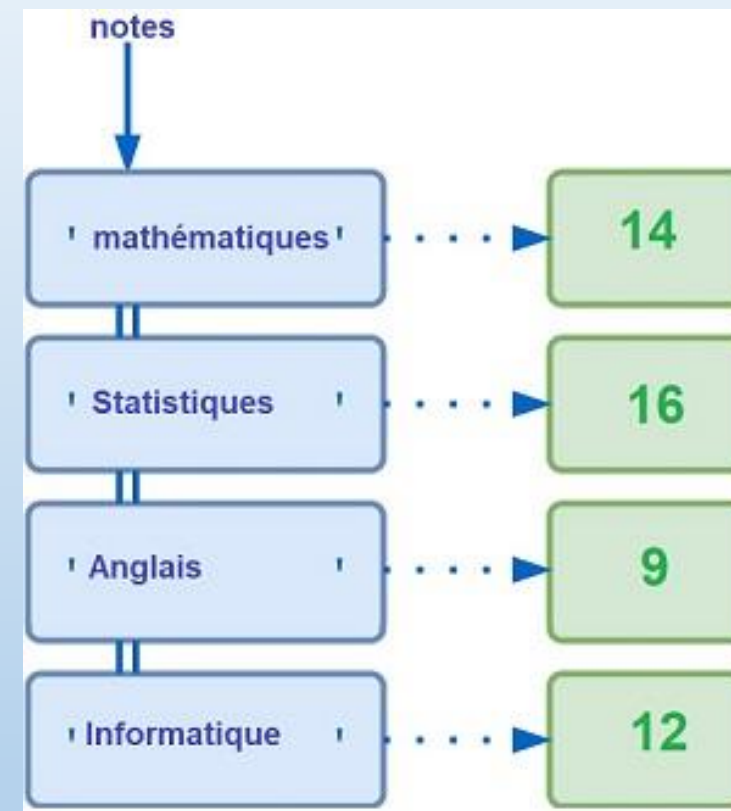 notes
' mathématiques' 14
' Statistiques ' 16
' Anglais ' 9
' Informatique ' 12